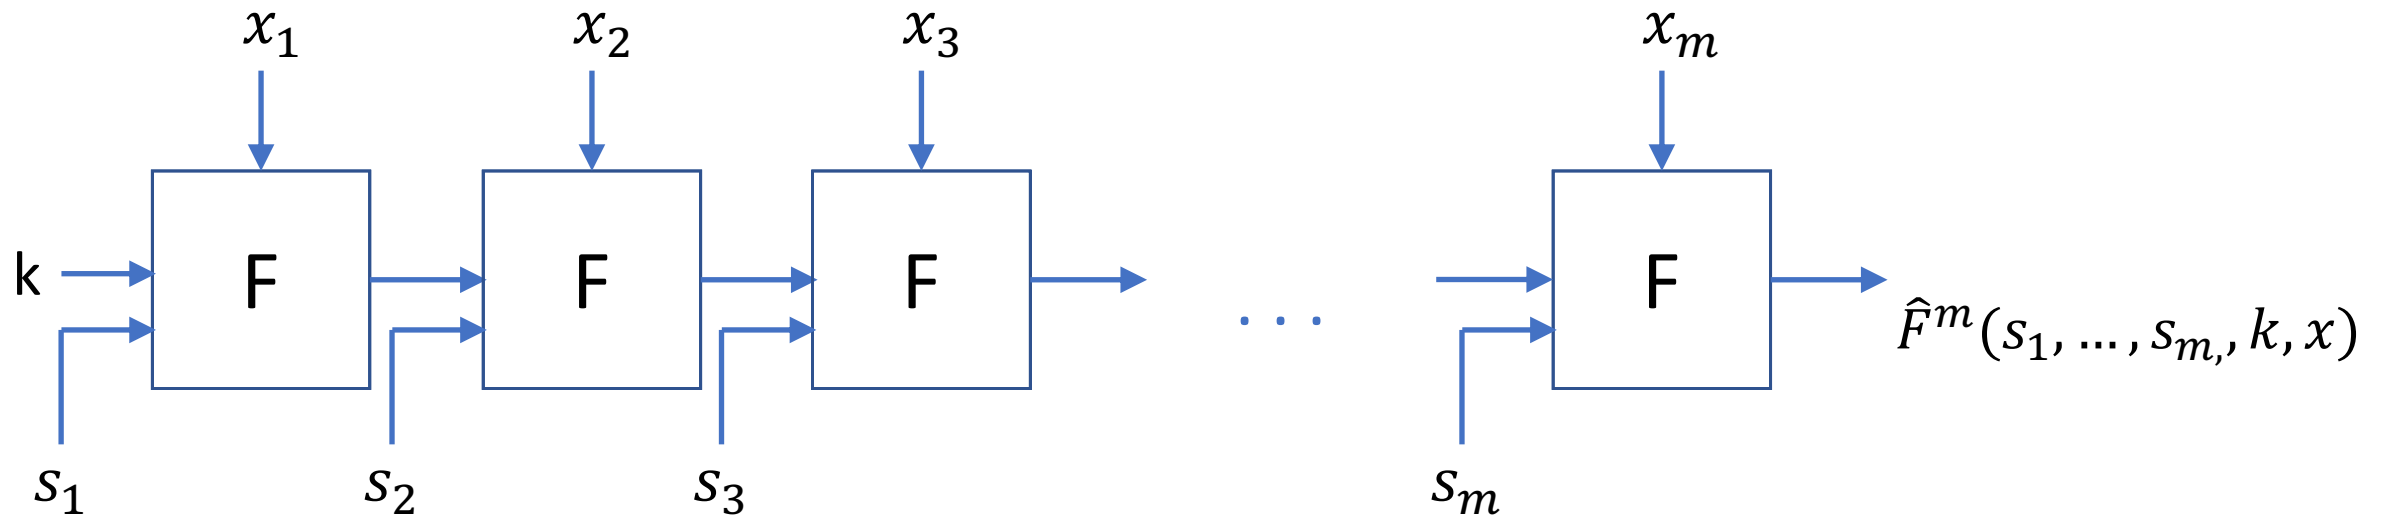 x₁ x₂ x₃ xₘ
k F F F . . . F
F̂ᵐ(s₁, … , sₘ,, k, x)
s₁ s₂ s₃ sₘ